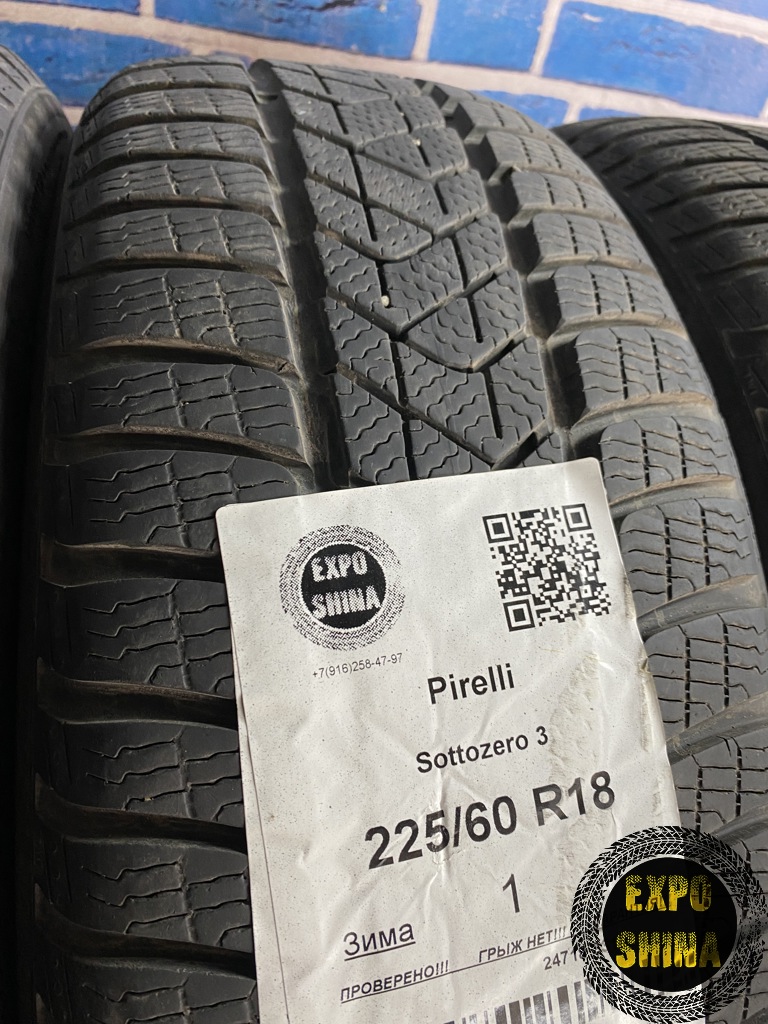 EXPO
SHINA
+7(916)258-47-97
Pirelli
Sottozero 3
225/60 R18
1
Зима
ПРОВЕРЕНО!!! ГРЫЖ НЕТ!!!
EXPO
SHINA